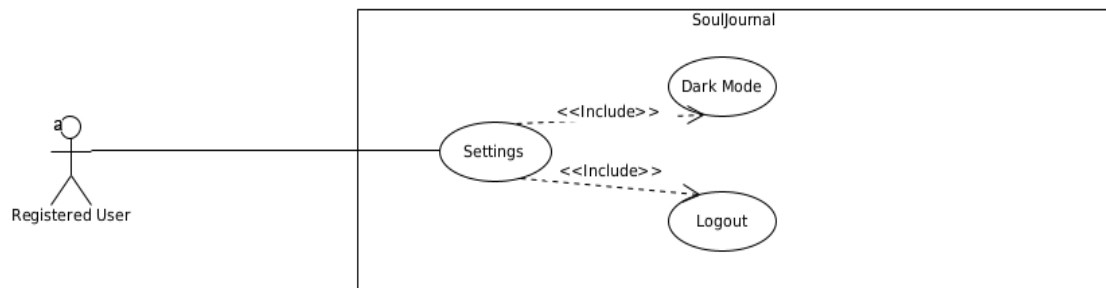 SoulJournal
Dark Mode
<<Include>>
a
Settings
<<Include>>
Registered User
Logout